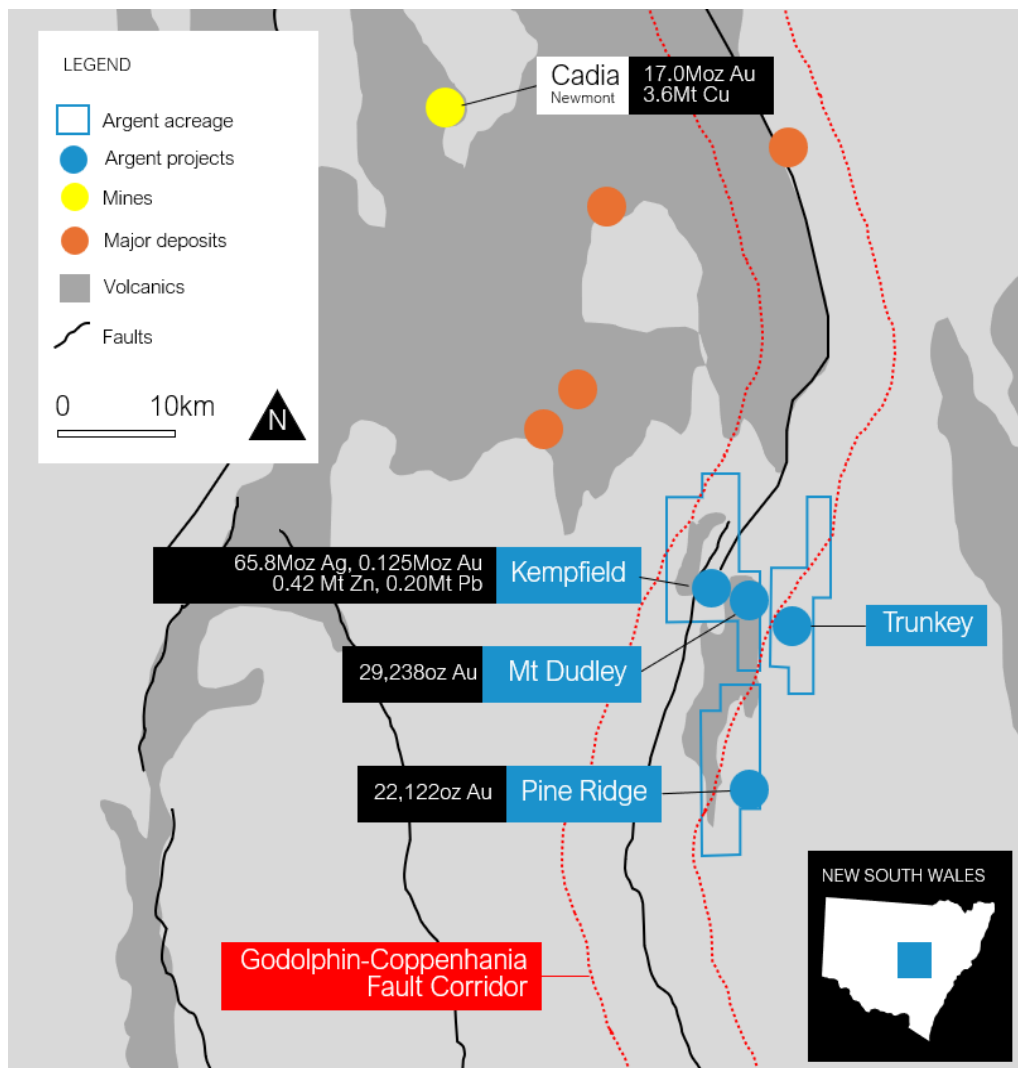 LEGEND
Argent acreage
Argent projects
Mines
Major deposits
Volcanics
Faults
0 10km
N
Cadia
Newmont
17.0Moz Au
3.6Mt Cu
65.8Moz Ag, 0.125Moz Au
0.42 Mt Zn, 0.20Mt Pb
Kempfield
Trunkey
29,238oz Au
Mt Dudley
22,122oz Au
Pine Ridge
Godolphin-Coppenhania
Fault Corridor
NEW SOUTH WALES